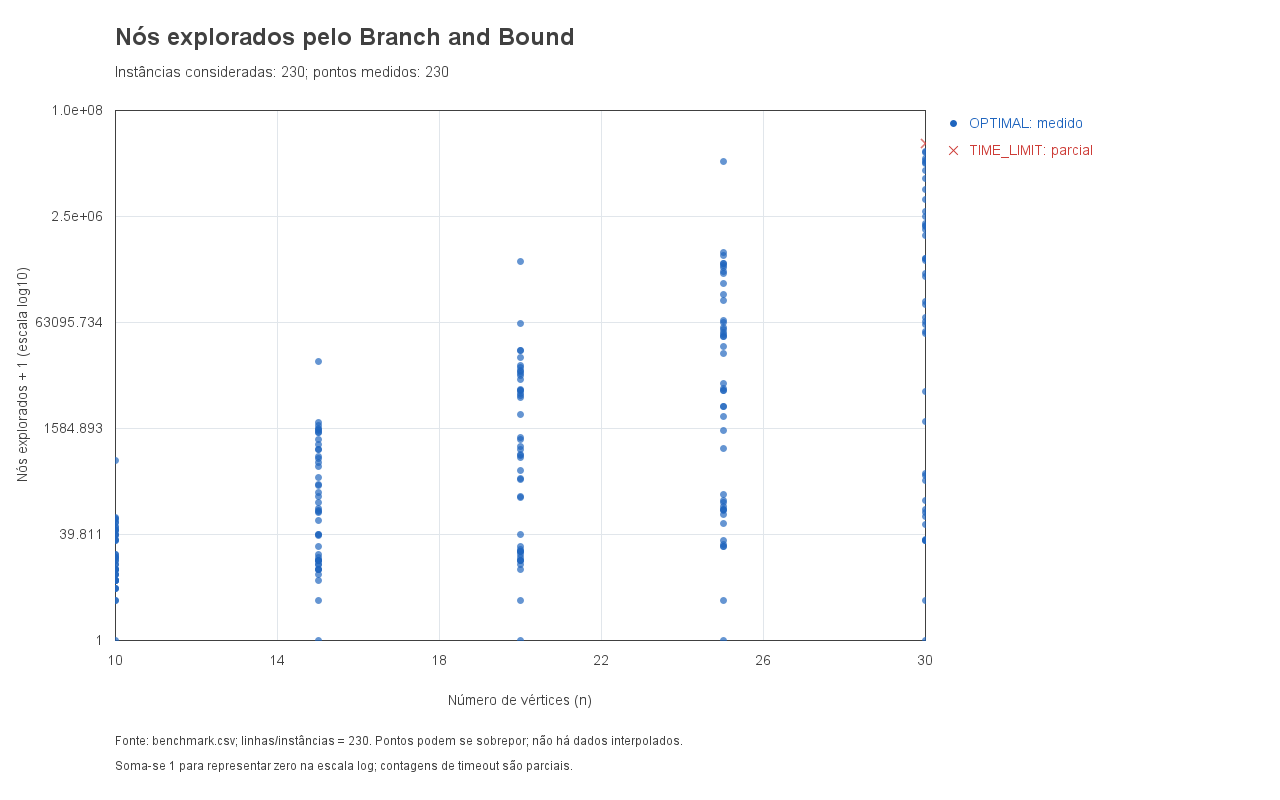 Nós explorados pelo Branch and Bound
Instâncias consideradas: 230; pontos medidos: 230
1.0e+08
2.5e+06
63095.734
1584.893
39.811
1
Nós explorados + 1 (escala log10)
10 14 18 22 26 30
Número de vértices (n)
OPTIMAL: medido
TIME_LIMIT: parcial
Fonte: benchmark.csv; linhas/instâncias = 230. Pontos podem se sobrepor; não há dados interpolados.
Soma-se 1 para representar zero na escala log; contagens de timeout são parciais.